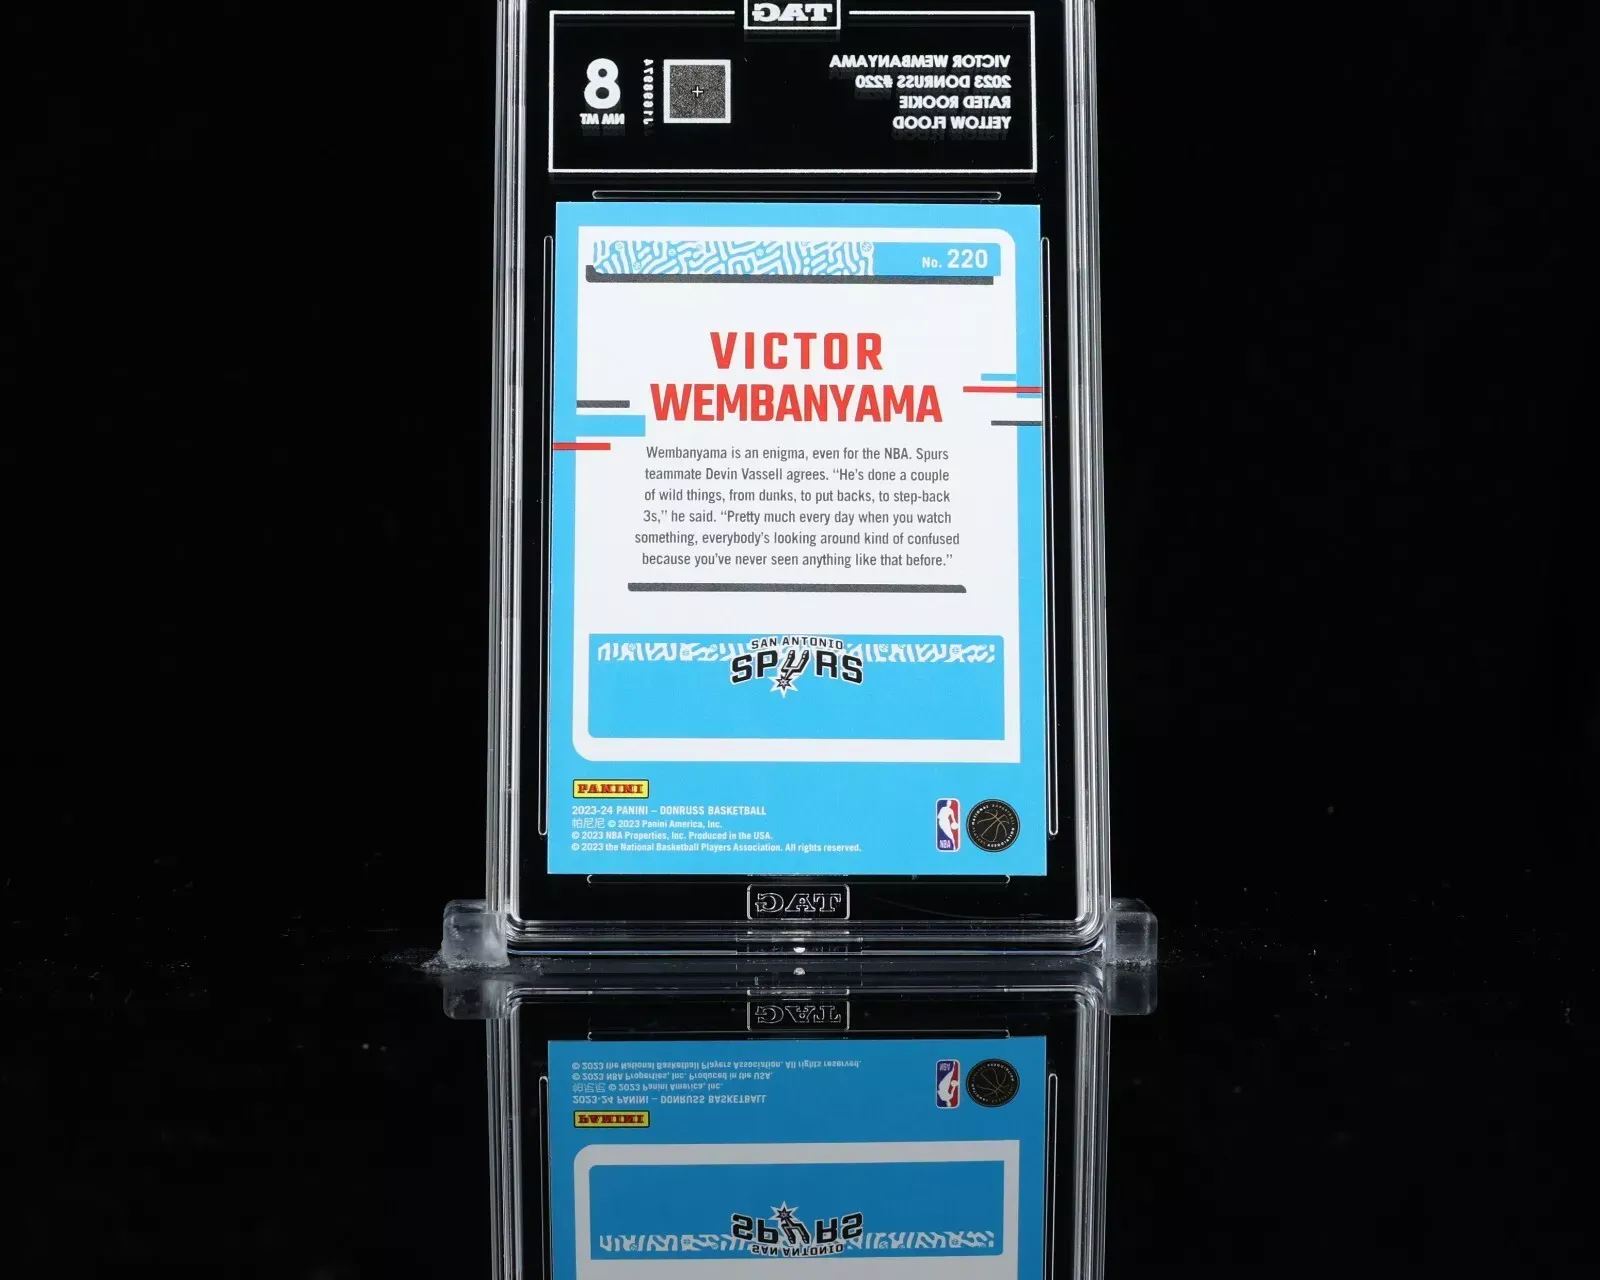 TAG
VICTOR WEMBANYAMA
2023 DONRUSS #220
RATED ROOKIE
YELLOW FLOOD
8
NM MT
No. 220
VICTOR
WEMBANYAMA
Wembanyama is an enigma, even for the NBA. Spurs
teammate Devin Vassell agrees. “He’s done a couple
of wild things, from dunks, to put backs, to step-back
3s,” he said. “Pretty much every day when you watch
something, everybody’s looking around kind of confused
because you’ve never seen anything like that before.”
SAN ANTONIO
SPURS
PANINI
2023-24 PANINI – DONRUSS BASKETBALL
帕尼尼 © 2023 Panini America, Inc.
© 2023 NBA Properties, Inc. Produced in the USA.
© 2023 the National Basketball Players Association. All rights reserved.
NBA
TAG